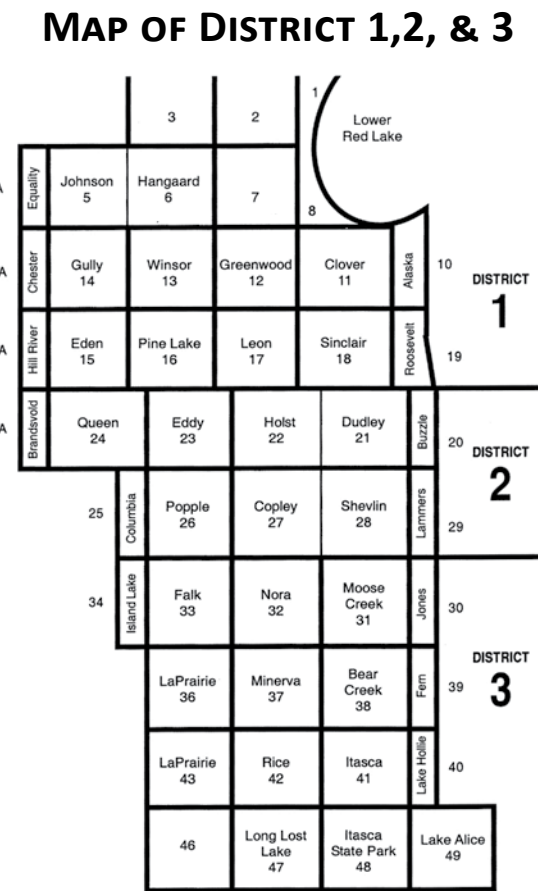 MAP OF DISTRICT 1,2, & 3
1
Lower
Red Lake
3
2
A
Equality
Johnson
5
Hangaard
6
7
8
A
Chester
Gully
14
Winsor
13
Greenwood
12
Clover
11
Alaska
10
DISTRICT
1
A
Hill River
Eden
15
Pine Lake
16
Leon
17
Sinclair
18
Roosevelt
19
A
Brandsvold
Queen
24
Eddy
23
Holst
22
Dudley
21
Buzzle
20
DISTRICT
2
25
Columbia
Popple
26
Copley
27
Shevlin
28
Lammers
29
34
Island Lake
Falk
33
Nora
32
Moose
Creek
31
Jones
30
DISTRICT
3
LaPrairie
36
Minerva
37
Bear
Creek
38
Fern
39
LaPrairie
43
Rice
42
Itasca
41
Lake Hollie
40
46
Long Lost
Lake
47
Itasca
State Park
48
Lake Alice
49